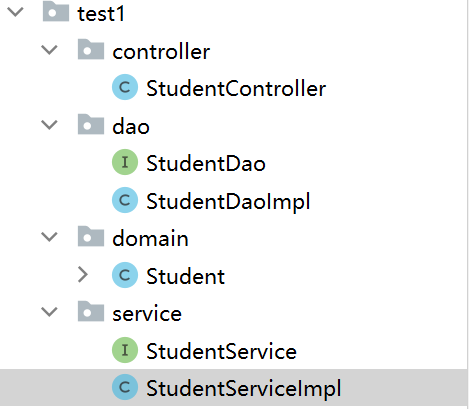 test1
controller
C StudentController
dao
I StudentDao
C StudentDaoImpl
domain
C Student
service
I StudentService
C StudentServiceImpl